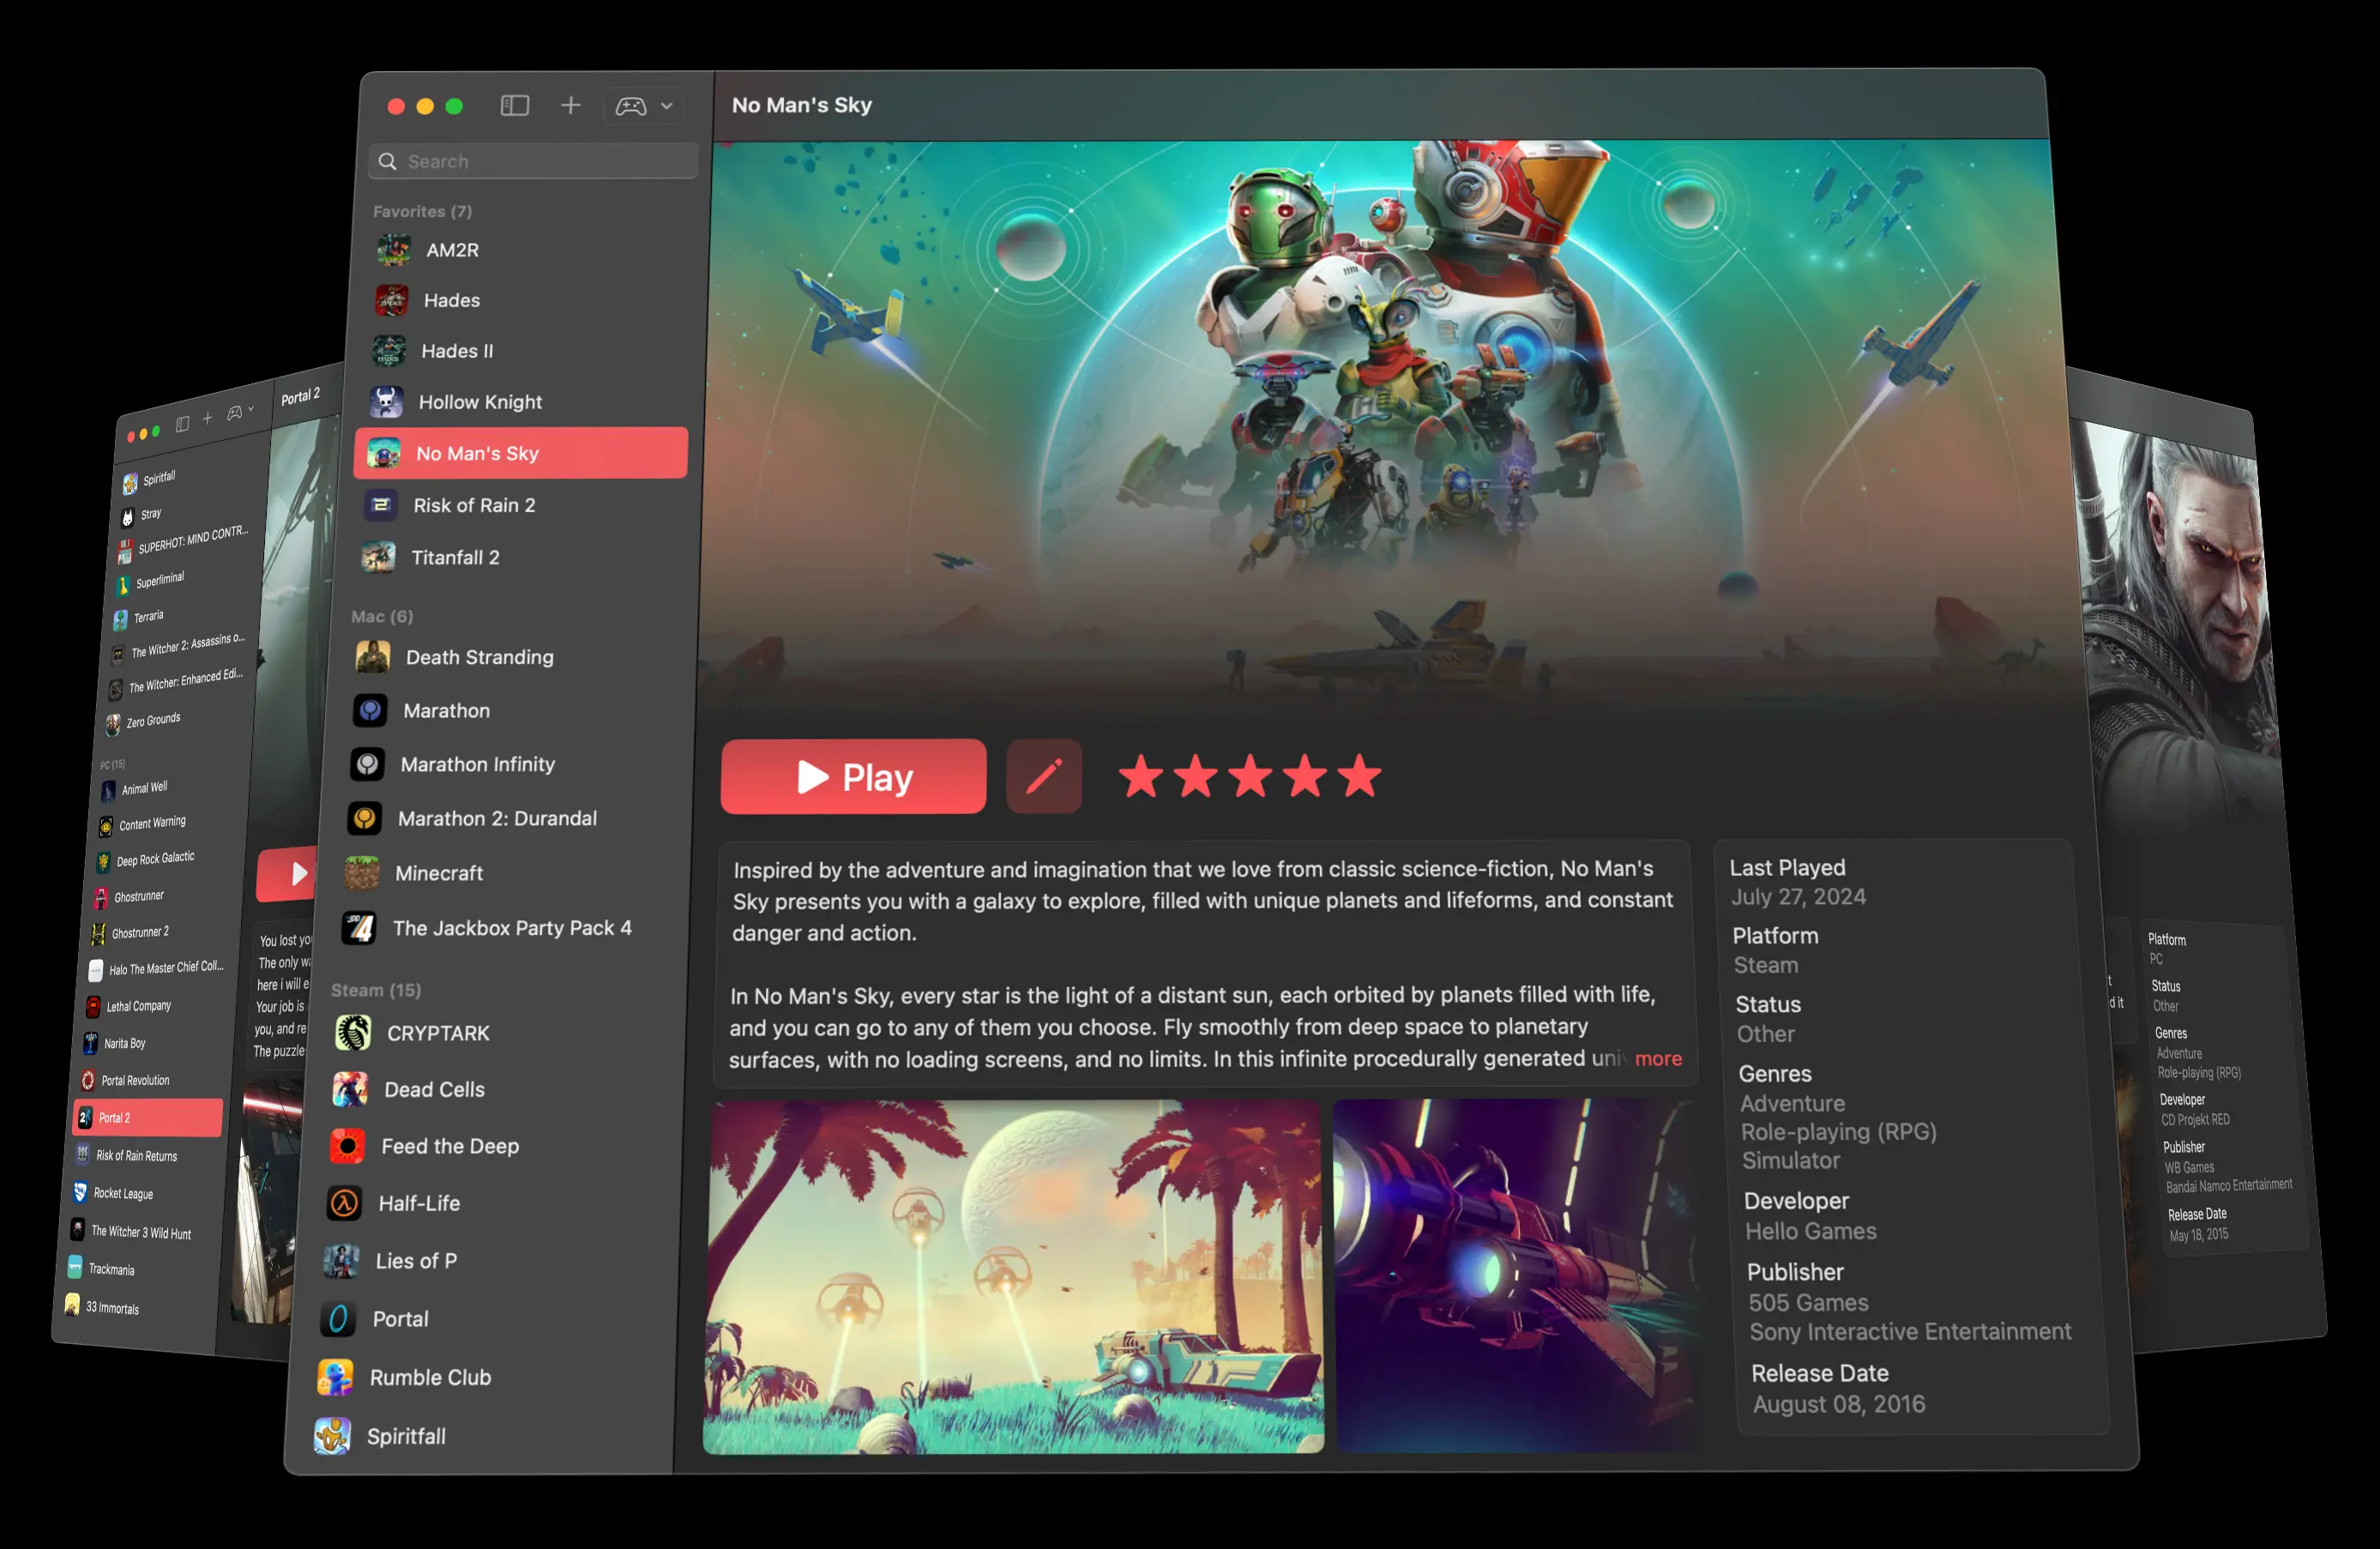 No Man's Sky
Search
Favorites (7)
AM2R
Hades
Hades II
Hollow Knight
No Man's Sky
Risk of Rain 2
Titanfall 2
Mac (6)
Death Stranding
Marathon
Marathon Infinity
Marathon 2: Durandal
Minecraft
The Jackbox Party Pack 4
Steam (15)
CRYPTARK
Dead Cells
Feed the Deep
Half-Life
Lies of P
Portal
Rumble Club
Spiritfall
Play
Inspired by the adventure and imagination that we love from classic science-fiction, No Man's
Sky presents you with a galaxy to explore, filled with unique planets and lifeforms, and constant
danger and action.
In No Man's Sky, every star is the light of a distant sun, each orbited by planets filled with life,
and you can go to any of them you choose. Fly smoothly from deep space to planetary
surfaces, with no loading screens, and no limits. In this infinite procedurally generated uni more
Last Played
July 27, 2024
Platform
Steam
Status
Other
Genres
Adventure
Role-playing (RPG)
Simulator
Developer
Hello Games
Publisher
505 Games
Sony Interactive Entertainment
Release Date
August 08, 2016
Portal 2
Spiritfall
Stray
SUPERHOT: MIND CONTR...
Superliminal
Terraria
The Witcher 2: Assassins o...
The Witcher: Enhanced Edi...
Zero Grounds
PC (15)
Animal Well
Content Warning
Deep Rock Galactic
Ghostrunner
Ghostrunner 2
Halo The Master Chief Coll...
Lethal Company
Narita Boy
Portal Revolution
Portal 2
Risk of Rain Returns
Rocket League
The Witcher 3 Wild Hunt
Trackmania
33 Immortals
You lost yo
The only wa
here i will e
Your job is
you, and re
The puzzle
t
d it
Platform
PC
Status
Other
Genres
Adventure
Role-playing (RPG)
Developer
CD Projekt RED
Publisher
WB Games
Bandai Namco Entertainment
Release Date
May 18, 2015